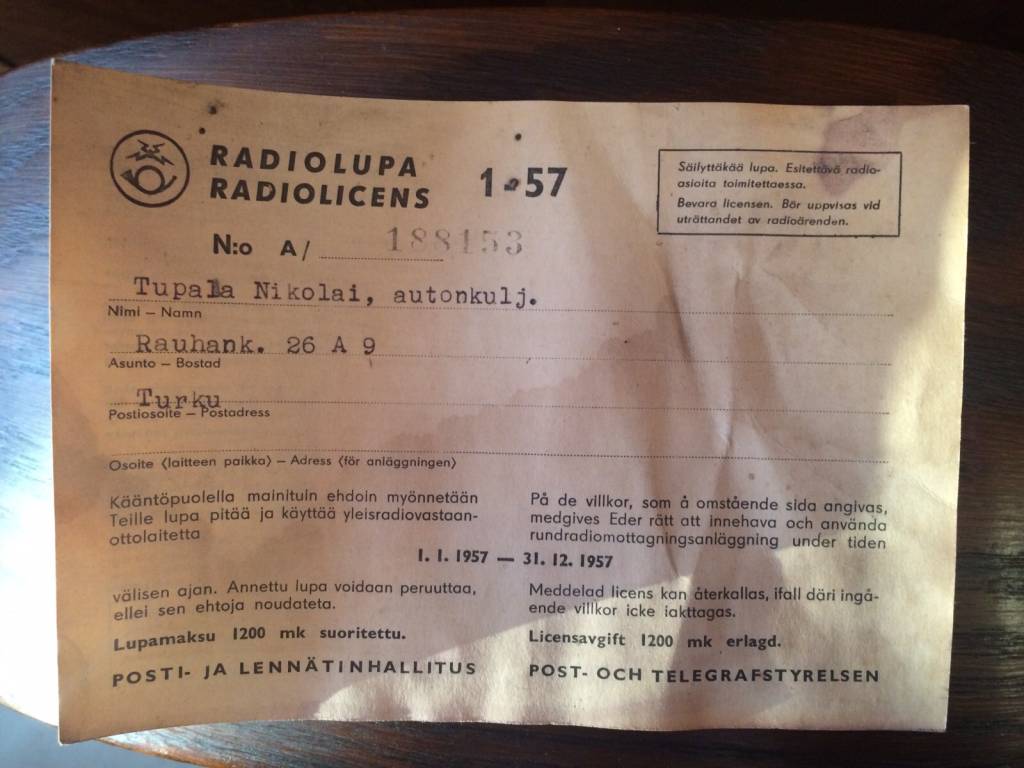 RADIOLUPA
RADIOLICENS
1-57
Säilyttäkää lupa. Esitettävä radio-
asioita toimitettaessa.
Bevara licensen. Bör uppvisas vid
uträttandet av radioärenden.
N:o A/ 188153
Tupala Nikolai, autonkulj.
Nimi – Namn
Rauhank. 26 A 9
Asunto – Bostad
Turku
Postiosoite – Postadress
Osoite (laitteen paikka) – Adress (för anläggningen)
Kääntöpuolella mainituin ehdoin myönnetään
Teille lupa pitää ja käyttää yleisradiovastaan-
ottolaitetta
På de villkor, som å omstående sida angivas,
medgives Eder rätt att innehava och använda
rundradiomottagningsanläggning under tiden
1. 1. 1957 — 31. 12. 1957
välisen ajan. Annettu lupa voidaan peruuttaa,
ellei sen ehtoja noudateta.
Lupamaksu 1200 mk suoritettu.
Meddelad licens kan återkallas, ifall däri ingå-
ende villkor icke iakttagas.
Licensavgift 1200 mk erlagd.
POSTI- JA LENNÄTINHALLITUS
POST- OCH TELEGRAFSTYRELSEN